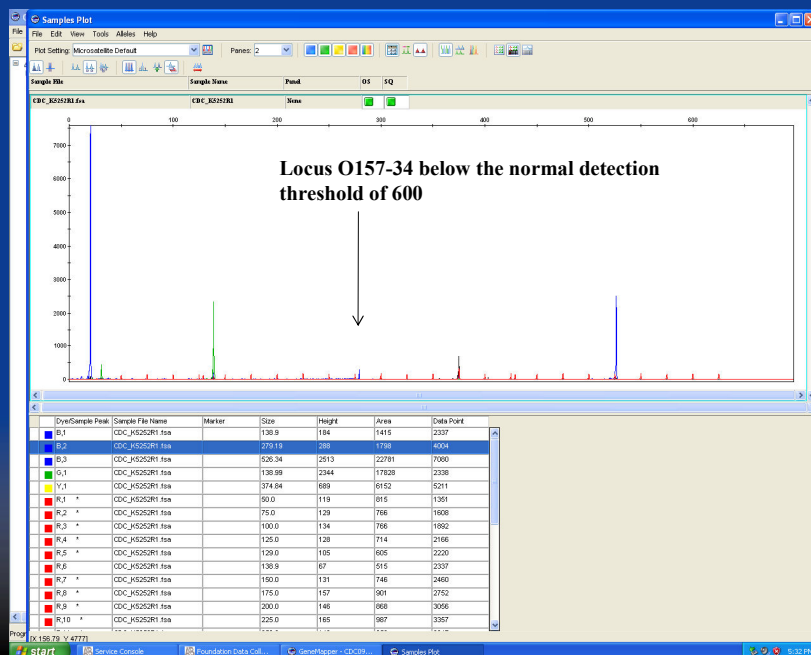 Samples Plot
File
File Edit View Tools Alleles Help
Plot Setting: Microsatellite Default Panes: 2
Sample File Sample Name Panel OS SQ
CDC_K5252R1.fsa CDC_K5252R1 None
0 100 200 300 400 500 600
7000
6000
5000
4000
3000
2000
1000
0
Locus O157-34 below the normal detection
threshold of 600
Dye/Sample Peak Sample File Name Marker Size Height Area Data Point
B,1 CDC_K5252R1.fsa 138.9 184 1415 2337
B,2 CDC_K5252R1.fsa 279.19 288 1798 4004
B,3 CDC_K5252R1.fsa 526.34 2513 22781 7080
G,1 CDC_K5252R1.fsa 138.99 2344 17828 2338
Y,1 CDC_K5252R1.fsa 374.84 689 6152 5211
R,1 * CDC_K5252R1.fsa 50.0 119 815 1351
R,2 * CDC_K5252R1.fsa 75.0 129 766 1608
R,3 * CDC_K5252R1.fsa 100.0 134 766 1892
R,4 * CDC_K5252R1.fsa 125.0 128 714 2166
R,5 * CDC_K5252R1.fsa 129.0 105 605 2220
R,6 CDC_K5252R1.fsa 138.9 67 515 2337
R,7 * CDC_K5252R1.fsa 150.0 131 746 2460
R,8 * CDC_K5252R1.fsa 175.0 157 901 2752
R,9 * CDC_K5252R1.fsa 200.0 146 868 3056
R,10 * CDC_K5252R1.fsa 225.0 165 987 3357
Progr
[X:156.79 Y 4777]
start Service Console Foundation Data Coll... GeneMapper - CDC09... Samples Plot 5:32 PM